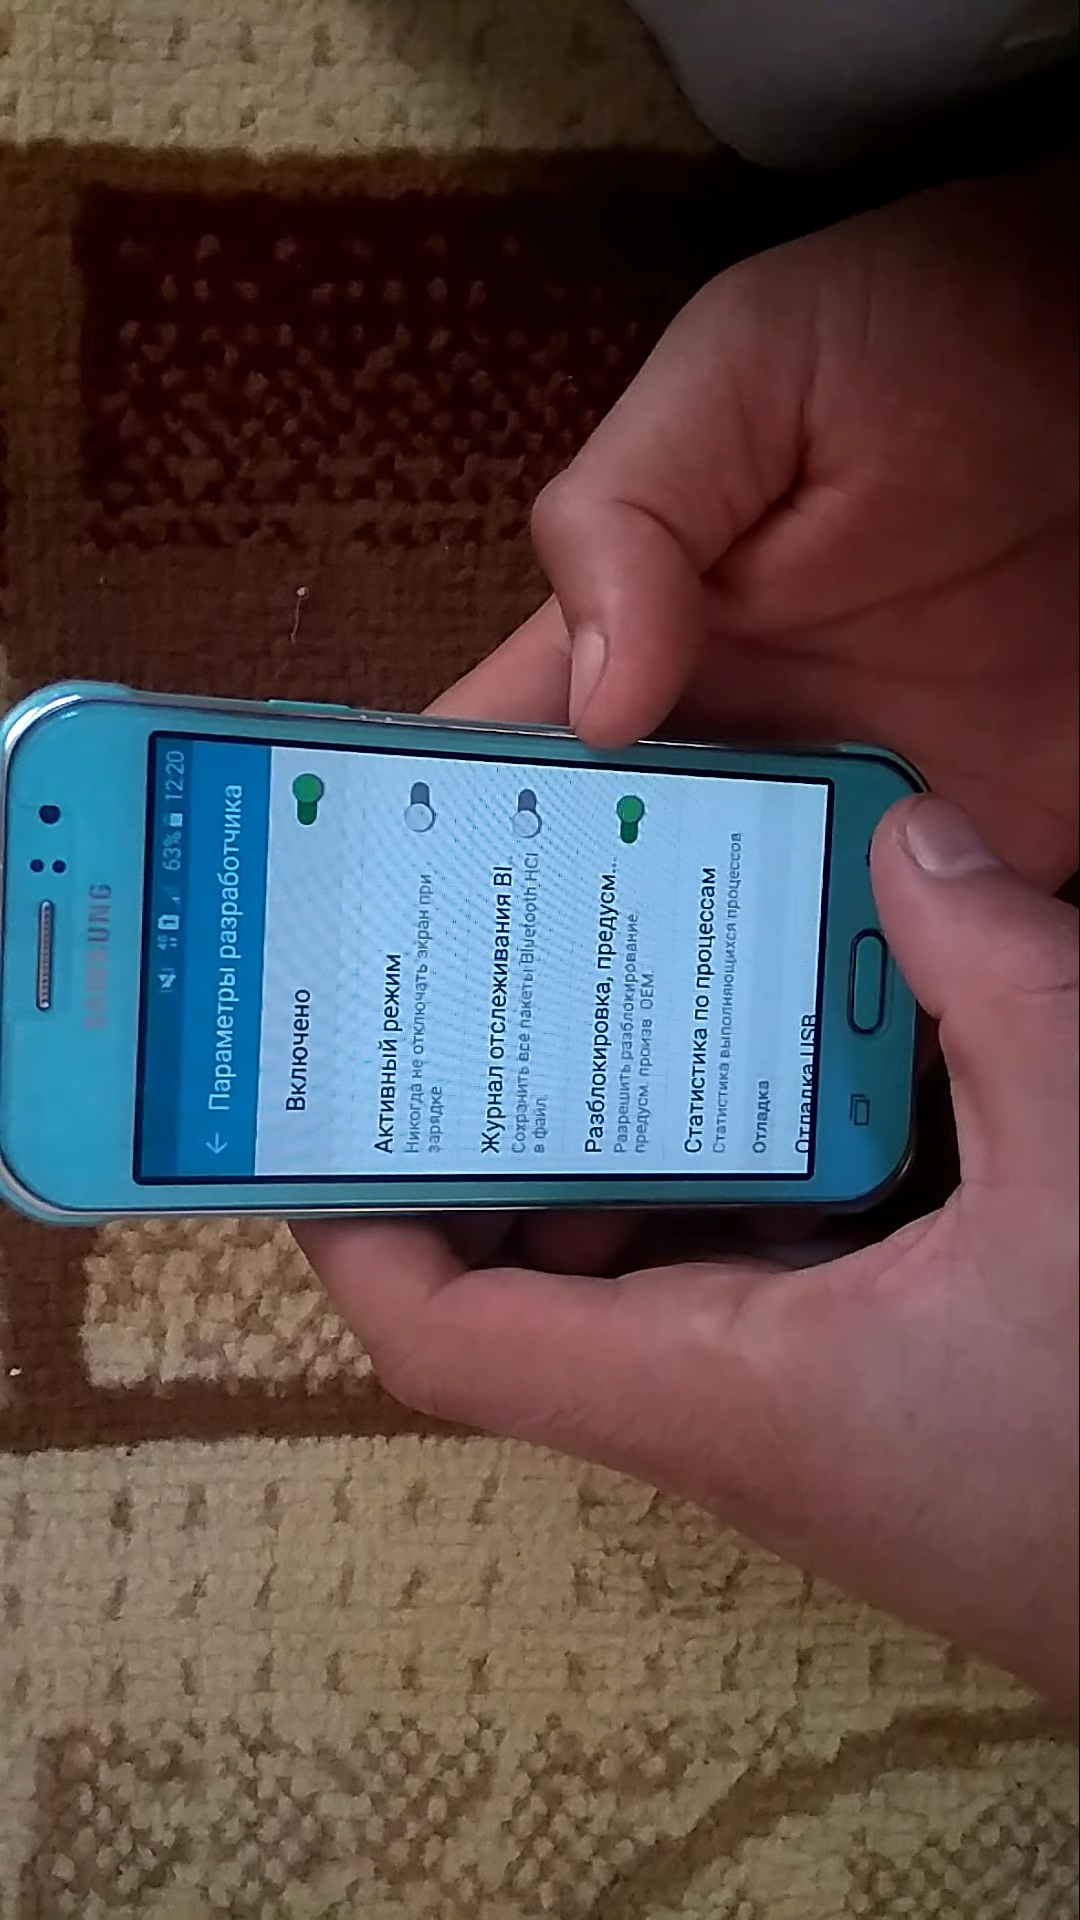 SAMSUNG
4G 63% 12:20
Параметры разработчика
Включено
Активный режим
Никогда не отключать экран при
зарядке
Журнал отслеживания Bl...
Сохранить все пакеты Bluetooth HCI
в файл
Разблокировка, предусм...
Разрешить разблокирование,
предусм. произв. OEM
Статистика по процессам
Статистика выполняющихся процессов
Отладка
Отладка USB